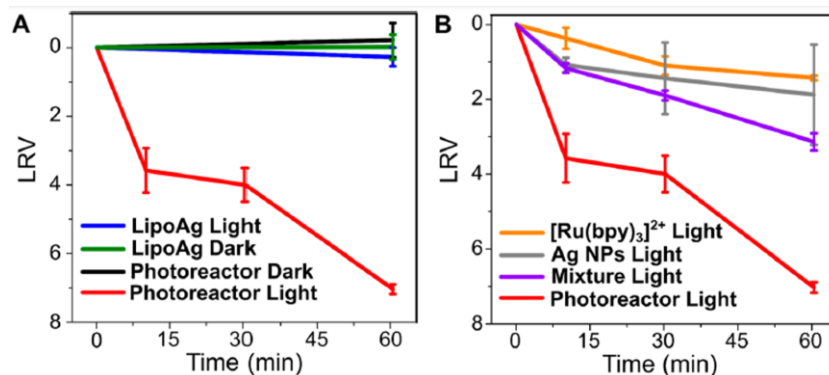 A
LRV
0
2
4
6
8
LipoAg Light
LipoAg Dark
Photoreactor Dark
Photoreactor Light
0
15
30
45
60
Time (min)
B
LRV
0
2
4
6
8
[Ru(bpy)₃]²⁺ Light
Ag NPs Light
Mixture Light
Photoreactor Light
0
15
30
45
60
Time (min)